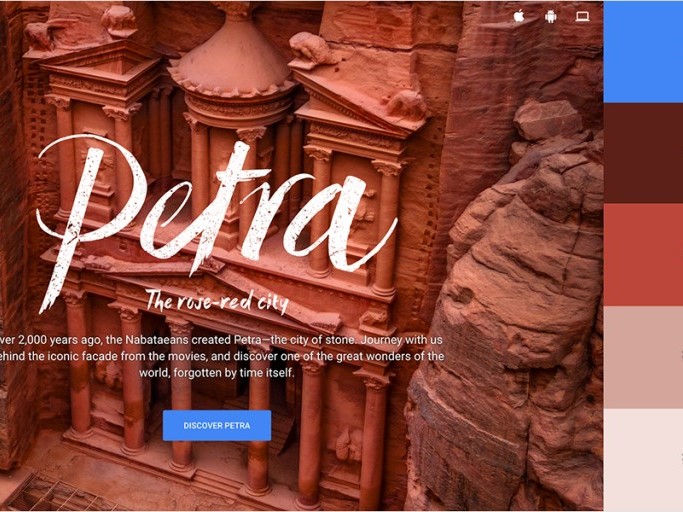 Petra
The rose-red city
ver 2,000 years ago, the Nabataeans created Petra—the city of stone. Journey with us
ehind the iconic facade from the movies, and discover one of the great wonders of the
world, forgotten by time itself.
DISCOVER PETRA